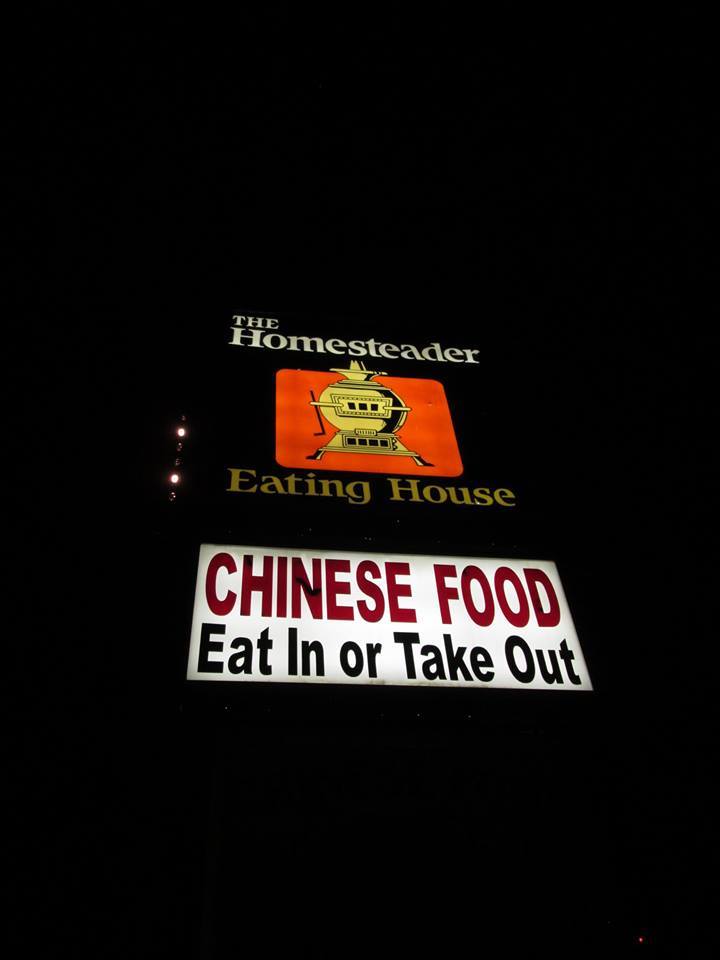 THE
Homesteader
Eating House
CHINESE FOOD
Eat In or Take Out